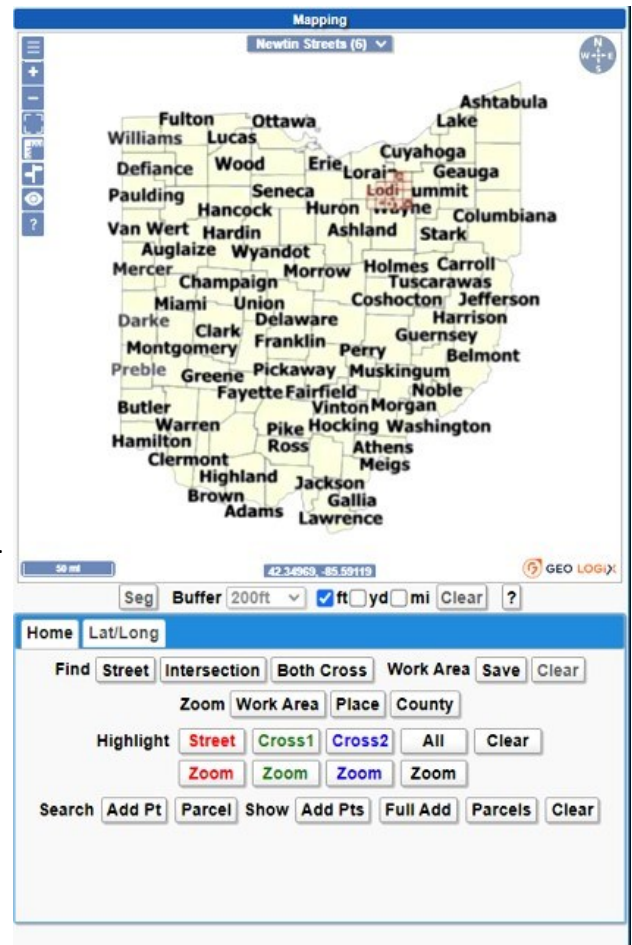 Mapping
Newtin Streets (6)
N
W E
S
Ashtabula
Fulton Ottawa Lake
Williams Lucas
Cuyahoga
Defiance Wood Erie Lorain Geauga
Paulding Seneca Lodi ummit
Hancock Huron Wayne Columbiana
Van Wert Hardin Ashland Stark
Auglaize Wyandot
Mercer Morrow Holmes Carroll
Champaign Tuscarawas
Miami Union Coshocton Jefferson
Darke Delaware Harrison
Clark Franklin Guernsey
Montgomery Perry Belmont
Preble Greene Pickaway Muskingum
Fayette Fairfield Noble
Butler Vinton Morgan
Warren Pike Hocking Washington
Hamilton Ross Athens
Clermont Meigs
Highland Jackson
Brown Gallia
Adams Lawrence
50 mi 42.34969, -85.59119 GEO LOGIX
Seg Buffer 200ft ft yd mi Clear ?
Home Lat/Long
Find Street Intersection Both Cross Work Area Save Clear
Zoom Work Area Place County
Highlight Street Cross1 Cross2 All Clear
Zoom Zoom Zoom Zoom
Search Add Pt Parcel Show Add Pts Full Add Parcels Clear